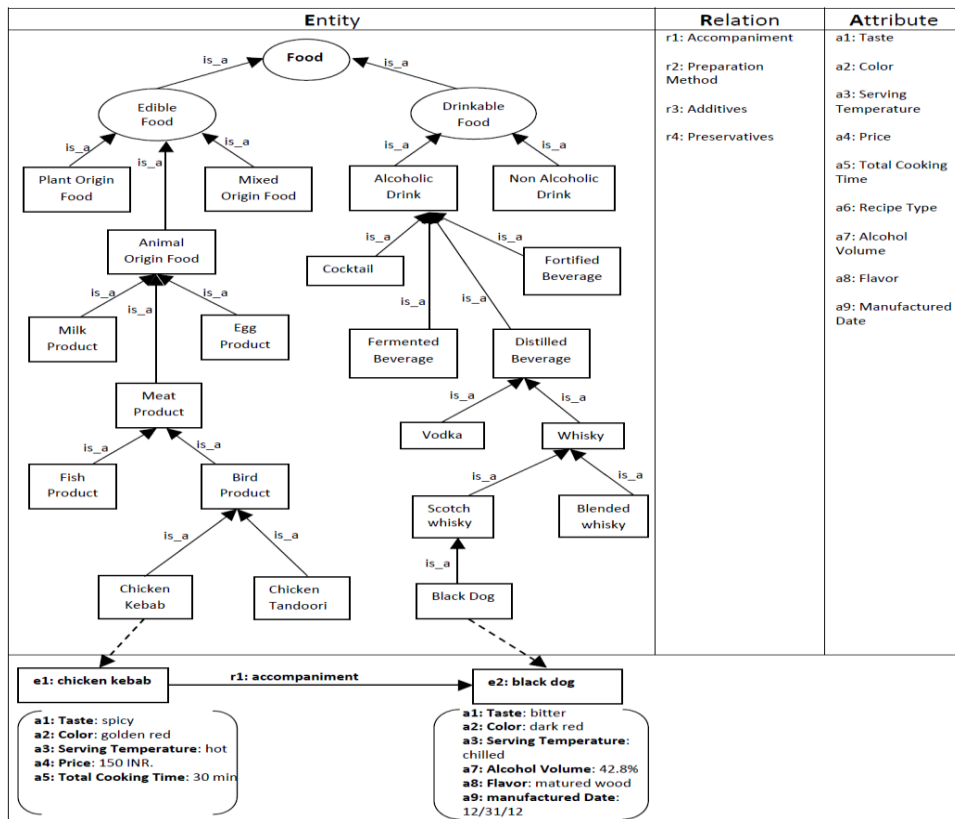 Entity
Relation
Attribute
Food
is_a
is_a
Edible
Food
Drinkable
Food
is_a
is_a
is_a
is_a
is_a
Plant Origin
Food
Mixed
Origin Food
Alcoholic
Drink
Non Alcoholic
Drink
Animal
Origin Food
is_a
is_a
is_a
Cocktail
Fortified
Beverage
is_a
is_a
is_a
is_a
Milk
Product
Egg
Product
Fermented
Beverage
Distilled
Beverage
Meat
Product
is_a
is_a
Vodka
Whisky
is_a
is_a
Fish
Product
Bird
Product
is_a
is_a
Scotch
whisky
Blended
whisky
is_a
is_a
is_a
Chicken
Kebab
Chicken
Tandoori
Black Dog
r1: Accompaniment
r2: Preparation
Method
r3: Additives
r4: Preservatives
a1: Taste
a2: Color
a3: Serving
Temperature
a4: Price
a5: Total Cooking
Time
a6: Recipe Type
a7: Alcohol
Volume
a8: Flavor
a9: Manufactured
Date
e1: chicken kebab
r1: accompaniment
e2: black dog
a1: Taste: spicy
a2: Color: golden red
a3: Serving Temperature: hot
a4: Price: 150 INR.
a5: Total Cooking Time: 30 min
a1: Taste: bitter
a2: Color: dark red
a3: Serving Temperature:
chilled
a7: Alcohol Volume: 42.8%
a8: Flavor: matured wood
a9: manufactured Date:
12/31/12